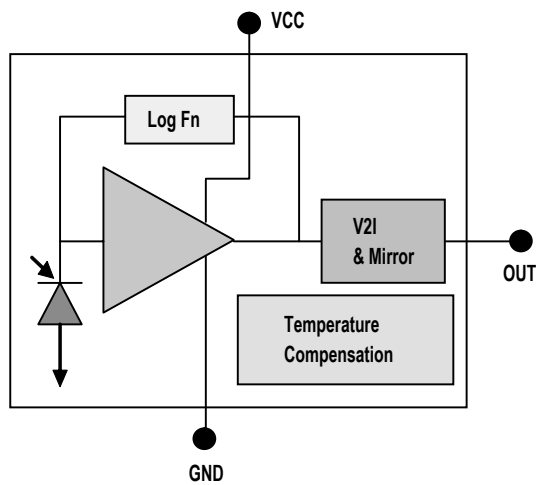 VCC
Log Fn
V2I
& Mirror
OUT
Temperature
Compensation
GND